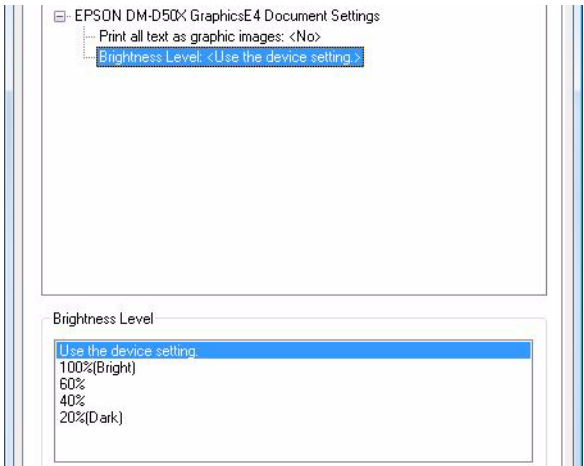 EPSON DM-D50X GraphicsE4 Document Settings
Print all text as graphic images: <No>
Brightness Level: <Use the device setting.>
Brightness Level
Use the device setting.
100%(Bright)
60%
40%
20%(Dark)